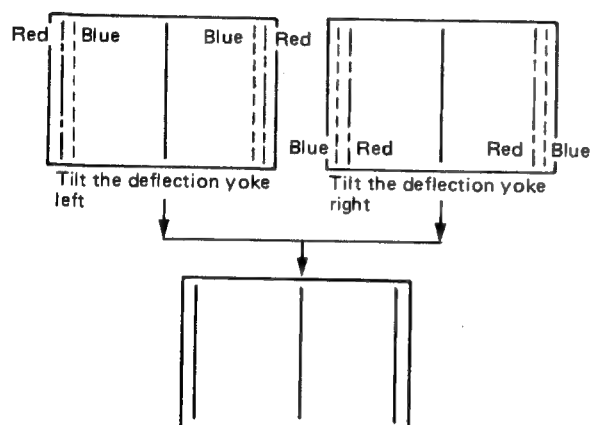 Red Blue Blue Red
Blue Red Red Blue
Tilt the deflection yoke
left
Tilt the deflection yoke
right